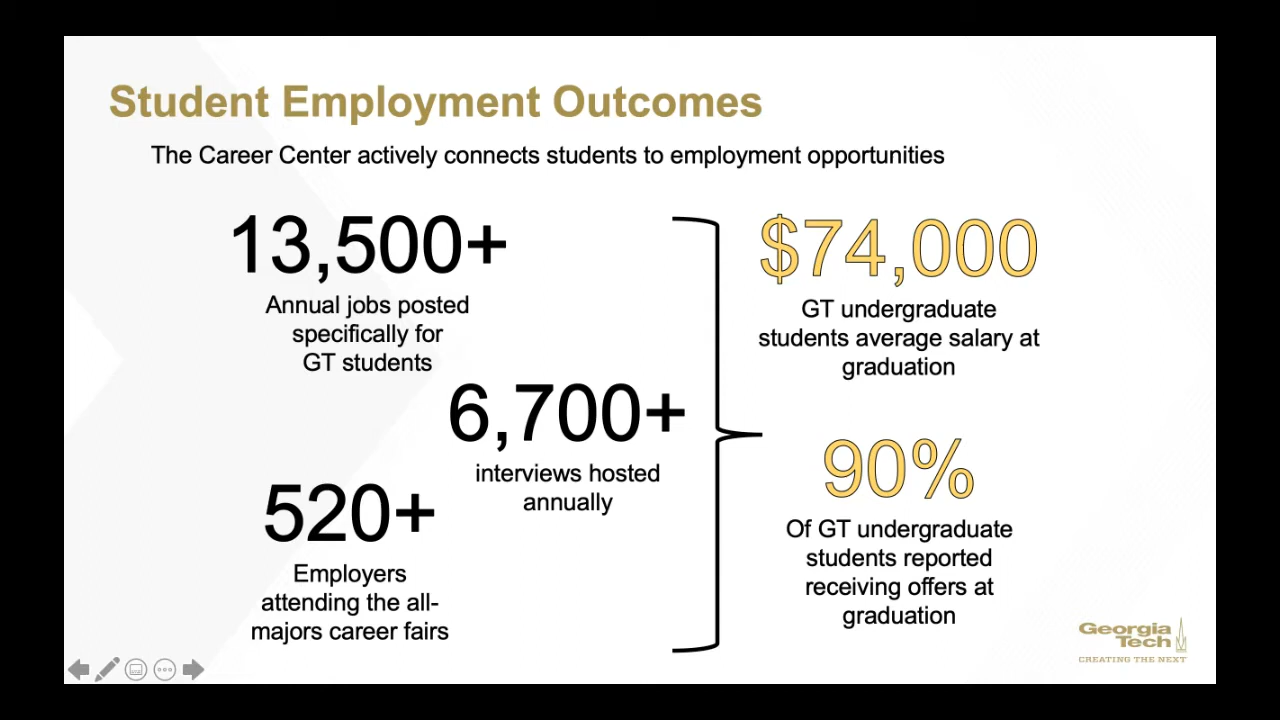 Student Employment Outcomes
The Career Center actively connects students to employment opportunities
13,500+
Annual jobs posted
specifically for
GT students
6,700+
interviews hosted
annually
520+
Employers
attending the all-
majors career fairs
$74,000
GT undergraduate
students average salary at
graduation
90%
Of GT undergraduate
students reported
receiving offers at
graduation
Georgia
Tech
CREATING THE NEXT